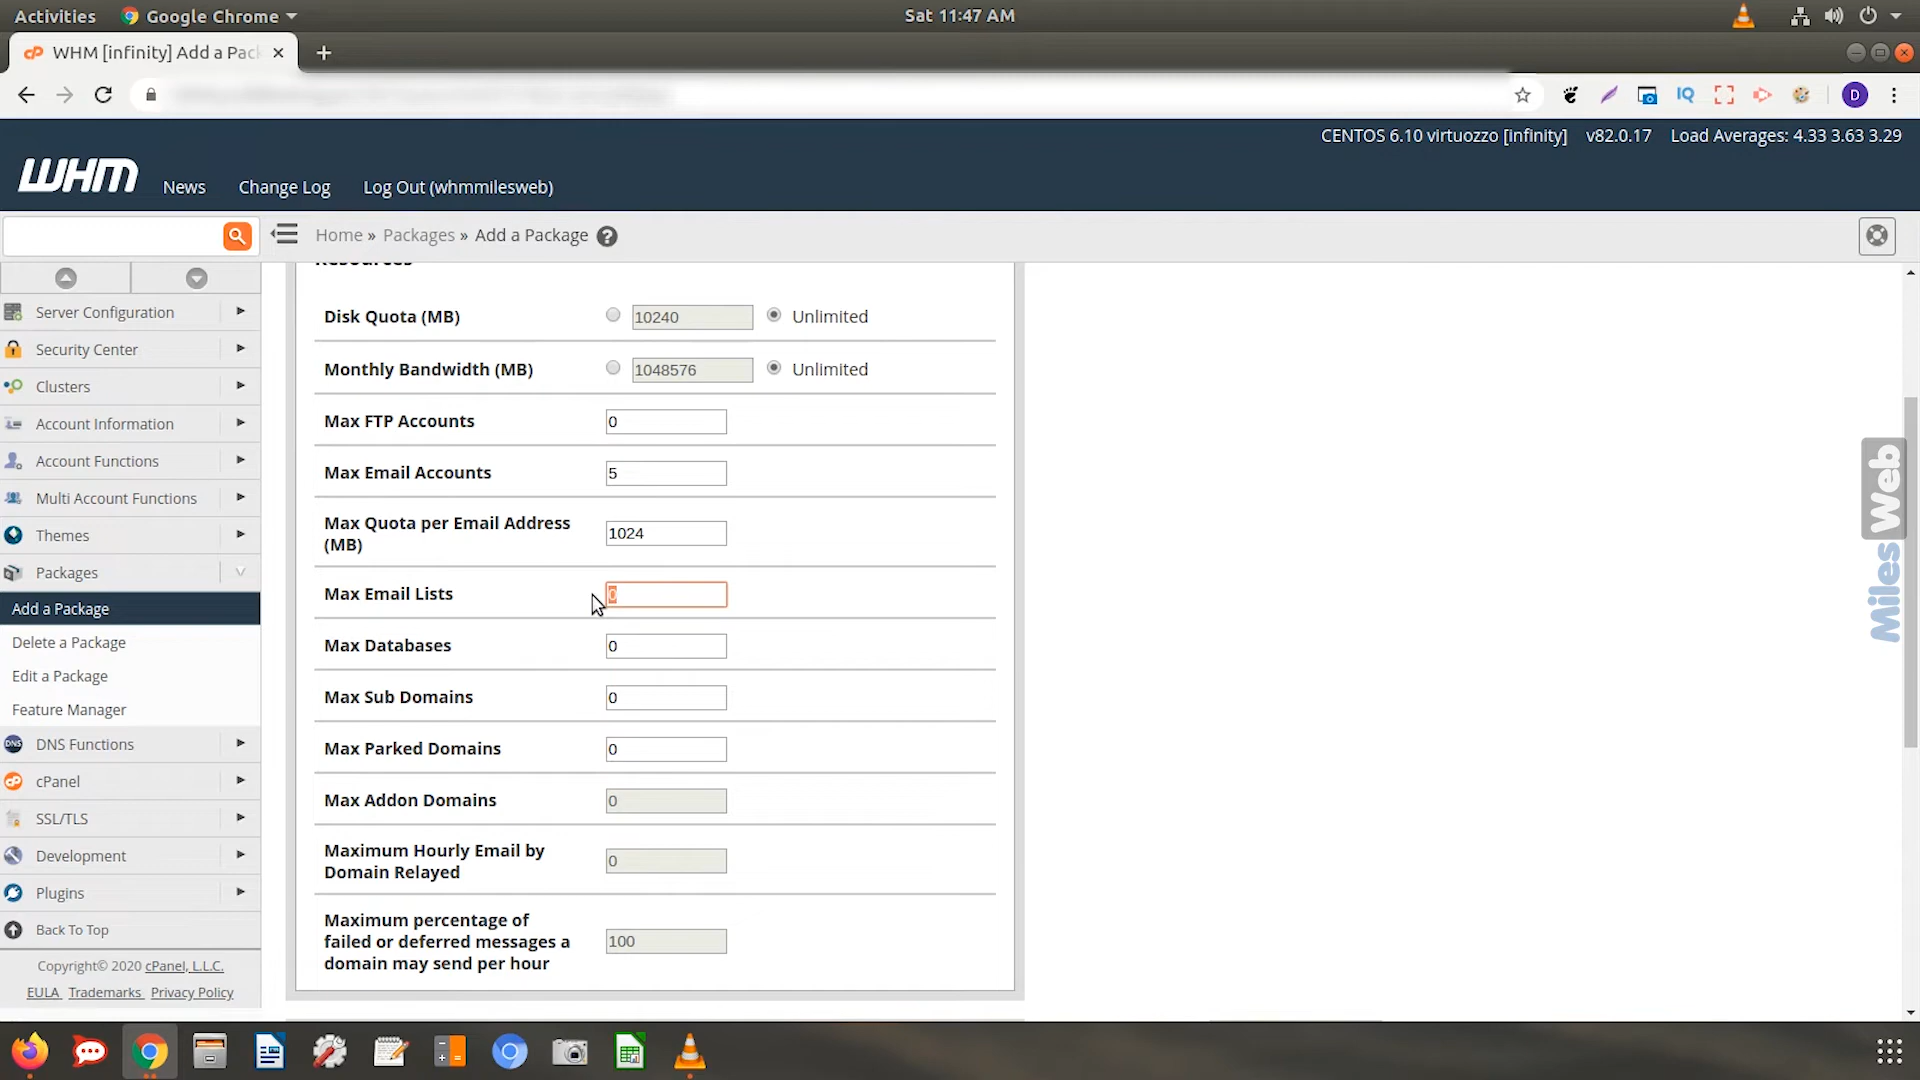 Activities
Google Chrome
Sat 11:47 AM
WHM [infinity] Add a Pack
CENTOS 6.10 virtuozzo [infinity] v82.0.17 Load Averages: 4.33 3.63 3.29
WHM
News
Change Log
Log Out (whmmilesweb)
IQ
D
Home » Packages » Add a Package
Server Configuration
Security Center
Clusters
Account Information
Account Functions
Multi Account Functions
Themes
Packages
Add a Package
Delete a Package
Edit a Package
Feature Manager
DNS
DNS Functions
cPanel
SSL/TLS
Development
Plugins
Back To Top
Copyright© 2020 cPanel, L.L.C.
EULA Trademarks Privacy Policy
Resources
Disk Quota (MB) 10240 Unlimited
Monthly Bandwidth (MB) 1048576 Unlimited
Max FTP Accounts 0
Max Email Accounts 5
Max Quota per Email Address
(MB)
1024
Max Email Lists 0
Max Databases 0
Max Sub Domains 0
Max Parked Domains 0
Max Addon Domains 0
Maximum Hourly Email by
Domain Relayed
0
Maximum percentage of
failed or deferred messages a
domain may send per hour
100
MilesWeb